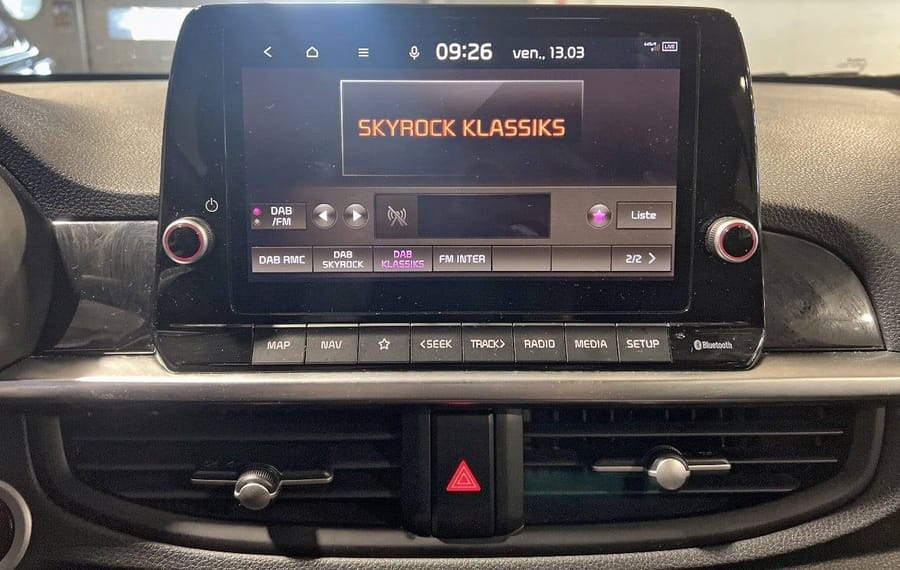 09:26 ven., 13.03 LIVE
SKYROCK KLASSIKS
DAB
/FM
Liste
DAB RMC
DAB
SKYROCK
DAB
KLASSIKS
FM INTER
2/2
MAP NAV <SEEK TRACK> RADIO MEDIA SETUP Bluetooth